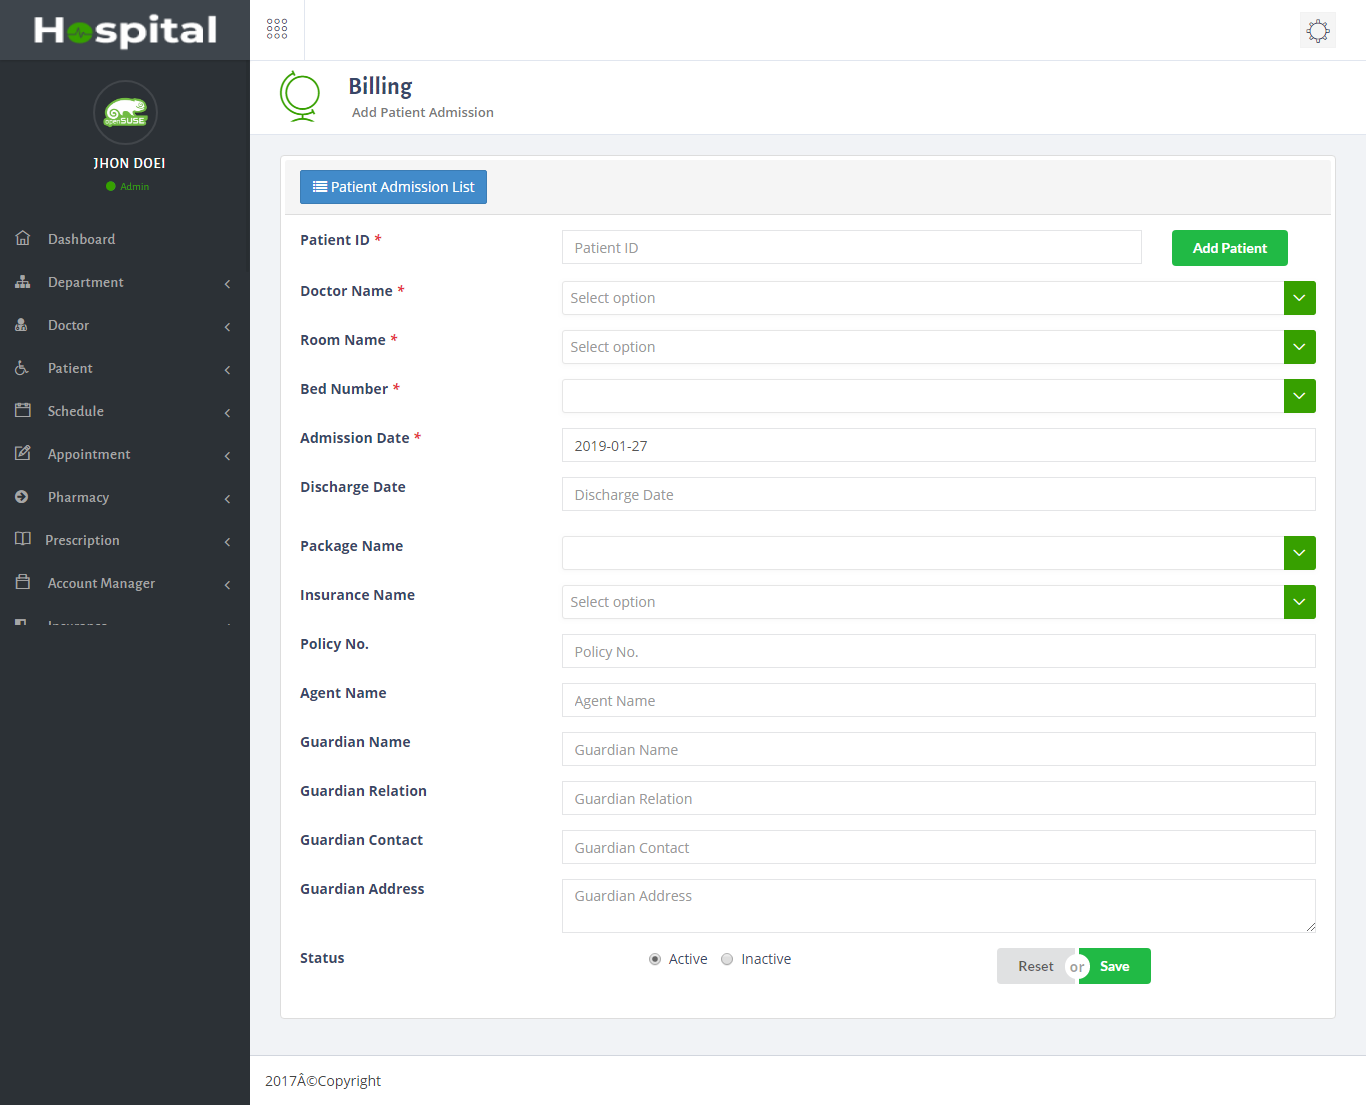 Hospital
openSUSE
JHON DOEI
Admin
Dashboard
Department
Doctor
Patient
Schedule
Appointment
Pharmacy
Prescription
Account Manager
Insurance
Billing
Add Patient Admission
Patient Admission List
Patient ID *
Patient ID
Add Patient
Doctor Name *
Select option
Room Name *
Select option
Bed Number *
Admission Date *
2019-01-27
Discharge Date
Discharge Date
Package Name
Insurance Name
Select option
Policy No.
Policy No.
Agent Name
Agent Name
Guardian Name
Guardian Name
Guardian Relation
Guardian Relation
Guardian Contact
Guardian Contact
Guardian Address
Guardian Address
Status
Active
Inactive
Reset or Save
2017Â©Copyright